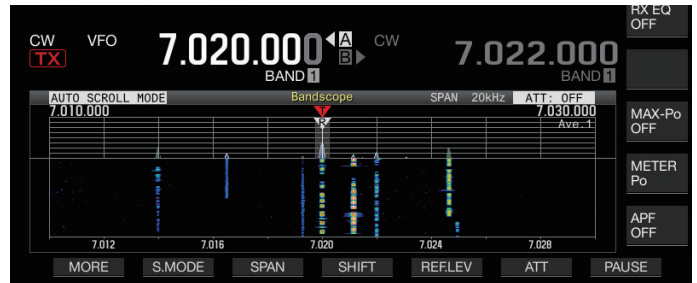 RX EQ
OFF
CW VFO 7.020.000 A CW 7.022.000
TX B
BAND 1 BAND 1
AUTO SCROLL MODE Bandscope SPAN 20kHz ATT: OFF
7.010.000 T 7.030.000
R Ave.1
MAX-Po
OFF
METER
Po
APF
OFF
7.012 7.016 7.020 7.024 7.028
MORE S.MODE SPAN SHIFT REF.LEV ATT PAUSE